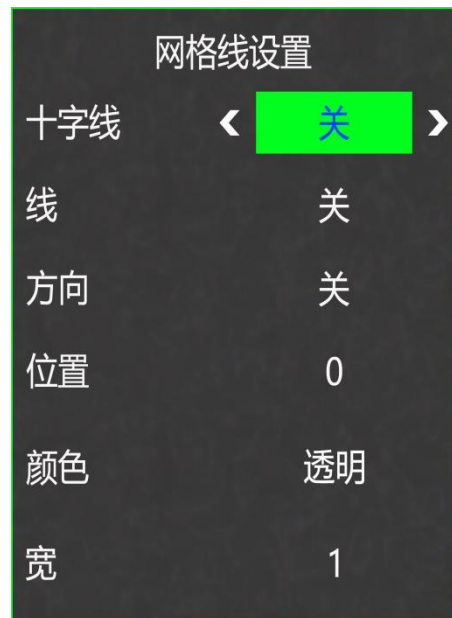 网格线设置
十字线 关
线 关
方向 关
位置 0
颜色 透明
宽 1